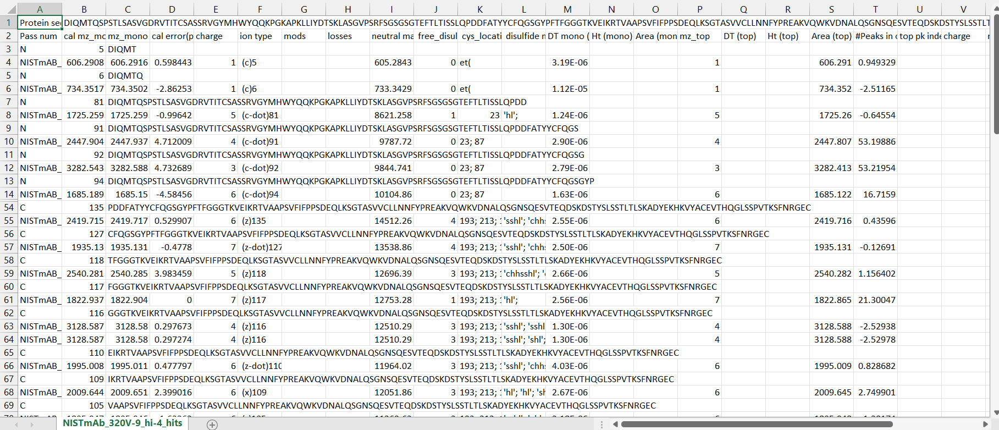 A B C D E F G H I J K L M N O P Q R S T U V
1 Protein se DIQMTQSPSTLSASVGDRVTITCSASSRVGYMHWYQQKPGKAPKLLIYDTSKLASGVPSRFSGSGSGTEFTLTISSLQPDDFATYYCFQGSGYPFTFGGGTKVEIKRTVAAPSVFIFPPSDEQLKSGTASVVCLLNNFYPREAKVQWKVDNALQSGNSQESVTEQDSKDSTYSLSSTLT
2 Pass num cal mz_mc mz_mono cal error(p charge ion type mods losses neutral ma free_disul cys_locati disulfide n DT mono ( Ht (mono) Area (mon mz_top DT (top) Ht (top) Area (top) #Peaks in c top pk inde charge
3 N 5 DIQMT
4 NISTmAB_ 606.2908 606.2916 0.598443 1 (c)5 605.2843 0 et( 3.19E-06 1 606.291 0.949329
5 N 6 DIQMTQ
6 NISTmAB_ 734.3517 734.3502 -2.86253 1 (c)6 733.3429 0 et( 1.12E-05 1 734.352 -2.51165
7 N 81 DIQMTQSPSTLSASVGDRVTITCSASSRVGYMHWYQQKPGKAPKLLIYDTSKLASGVPSRFSGSGSGTEFTLTISSLQPDD
8 NISTmAB_ 1725.259 1725.259 -0.99642 5 (c-dot)81 8621.258 1 23 'hl'; 1.24E-06 5 1725.26 -0.64554
9 N 91 DIQMTQSPSTLSASVGDRVTITCSASSRVGYMHWYQQKPGKAPKLLIYDTSKLASGVPSRFSGSGSGTEFTLTISSLQPDDFATYYCFQGS
10 NISTmAB_ 2447.904 2447.937 4.712009 4 (c-dot)91 9787.72 0 23; 87 2.90E-06 4 2447.807 53.19886
11 N 92 DIQMTQSPSTLSASVGDRVTITCSASSRVGYMHWYQQKPGKAPKLLIYDTSKLASGVPSRFSGSGSGTEFTLTISSLQPDDFATYYCFQGSG
12 NISTmAB_ 3282.543 3282.588 4.732689 3 (c-dot)92 9844.741 0 23; 87 2.79E-06 3 3282.413 53.21954
13 N 94 DIQMTQSPSTLSASVGDRVTITCSASSRVGYMHWYQQKPGKAPKLLIYDTSKLASGVPSRFSGSGSGTEFTLTISSLQPDDFATYYCFQGSGYP
14 NISTmAB_ 1685.189 1685.15 -4.58456 6 (c-dot)94 10104.86 0 23; 87 1.63E-06 6 1685.122 16.7159
54 C 135 PDDFATYYCFQGSGYPFTFGGGTKVEIKRTVAAPSVFIFPPSDEQLKSGTASVVCLLNNFYPREAKVQWKVDNALQSGNSQESVTEQDSKDSTYSLSSTLTLSKADYEKHKVYACEVTHQGLSSPVTKSFNRGEC
55 NISTmAB_ 2419.715 2419.717 0.529907 6 (z)135 14512.26 4 193; 213; 'sshl'; 'chh 2.55E-06 6 2419.716 0.43596
56 C 127 CFQGSGYPFTFGGGTKVEIKRTVAAPSVFIFPPSDEQLKSGTASVVCLLNNFYPREAKVQWKVDNALQSGNSQESVTEQDSKDSTYSLSSTLTLSKADYEKHKVYACEVTHQGLSSPVTKSFNRGEC
57 NISTmAB_ 1935.13 1935.131 -0.4778 7 (z-dot)127 13538.86 4 193; 213; 'sshl'; 'chh 2.50E-06 7 1935.131 -0.12691
58 C 118 TFGGGTKVEIKRTVAAPSVFIFPPSDEQLKSGTASVVCLLNNFYPREAKVQWKVDNALQSGNSQESVTEQDSKDSTYSLSSTLTLSKADYEKHKVYACEVTHQGLSSPVTKSFNRGEC
59 NISTmAB_ 2540.281 2540.285 3.983459 5 (z)118 12696.39 3 193; 213; 'chhsshl'; ' 2.66E-06 5 2540.282 1.156402
60 C 117 FGGGTKVEIKRTVAAPSVFIFPPSDEQLKSGTASVVCLLNNFYPREAKVQWKVDNALQSGNSQESVTEQDSKDSTYSLSSTLTLSKADYEKHKVYACEVTHQGLSSPVTKSFNRGEC
61 NISTmAB_ 1822.937 1822.904 0 7 (z)117 12753.28 1 193; 213; 'hl'; 2.56E-06 7 1822.865 21.30047
62 C 116 GGGTKVEIKRTVAAPSVFIFPPSDEQLKSGTASVVCLLNNFYPREAKVQWKVDNALQSGNSQESVTEQDSKDSTYSLSSTLTLSKADYEKHKVYACEVTHQGLSSPVTKSFNRGEC
63 NISTmAB_ 3128.587 3128.58 0.297673 4 (z)116 12510.29 3 193; 213; 'sshl'; 'sshl 1.30E-06 4 3128.588 -2.52938
64 NISTmAB_ 3128.587 3128.58 0.297274 4 (z)116 12510.29 3 193; 213; 'sshl'; 'shl'; 1.30E-06 4 3128.588 -2.52978
65 C 110 EIKRTVAAPSVFIFPPSDEQLKSGTASVVCLLNNFYPREAKVQWKVDNALQSGNSQESVTEQDSKDSTYSLSSTLTLSKADYEKHKVYACEVTHQGLSSPVTKSFNRGEC
66 NISTmAB_ 1995.008 1995.011 0.477797 6 (z-dot)110 11964.02 3 193; 213; 'sshl'; 'chh 4.03E-06 6 1995.009 0.828682
67 C 109 IKRTVAAPSVFIFPPSDEQLKSGTASVVCLLNNFYPREAKVQWKVDNALQSGNSQESVTEQDSKDSTYSLSSTLTLSKADYEKHKVYACEVTHQGLSSPVTKSFNRGEC
68 NISTmAB_ 2009.644 2009.651 2.399016 6 (x)109 12051.86 3 193; 213; 'hl'; 'hl'; 'sh 2.67E-06 6 2009.645 2.749901
69 C 105 VAAPSVFIFPPSDEQLKSGTASVVCLLNNFYPREAKVQWKVDNALQSGNSQESVTEQDSKDSTYSLSSTLTLSKADYEKHKVYACEVTHQGLSSPVTKSFNRGEC
NISTmAb_320V-9_hi-4_hits